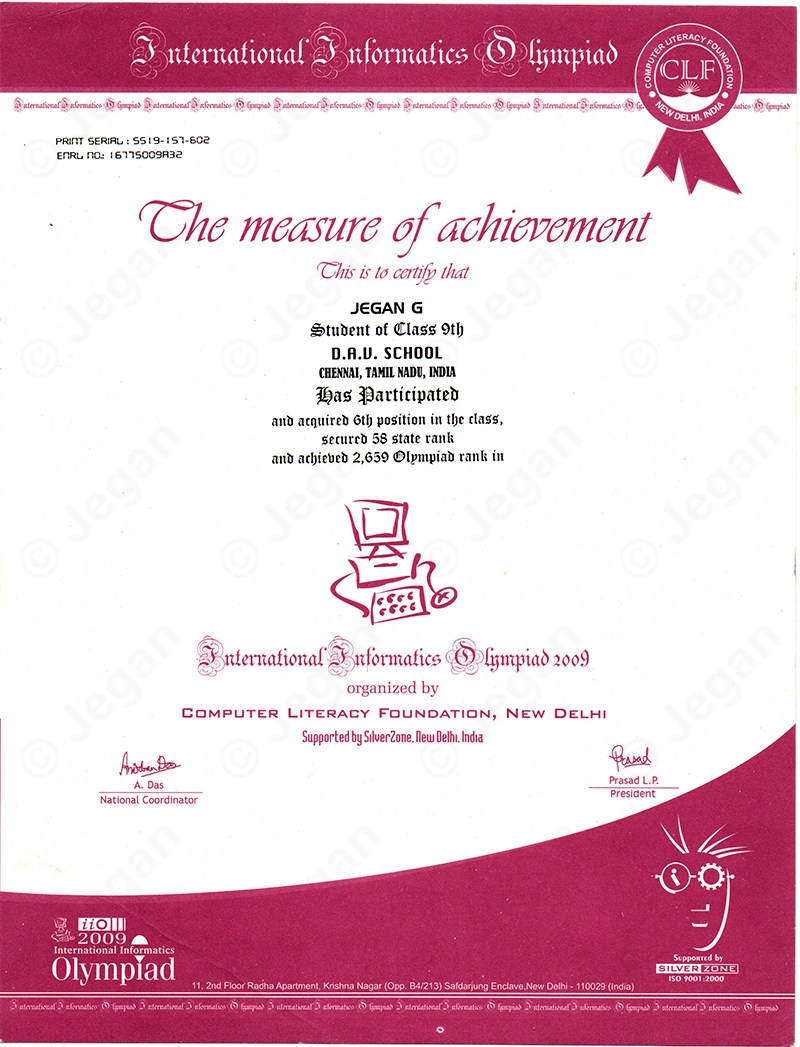 International Informatics Olympiad
COMPUTER LITERACY FOUNDATION
CLF
NEW DELHI, INDIA
International Informatics Olympiad International Informatics Olympiad International Informatics Olympiad International Informatics Olympiad International Informatics Olympiad
PRINT SERIAL : 5519-157-602
ENRL NO.: 16775009A32
The measure of achievement
This is to certify that
JEGAN G
Student of Class 9th
D.A.V. SCHOOL
CHENNAI, TAMIL NADU, INDIA
Has Participated
and acquired 6th position in the class,
secured 58 state rank
and achieved 2,659 Olympiad rank in
International Informatics Olympiad 2009
organized by
COMPUTER LITERACY FOUNDATION, NEW DELHI
Supported by SilverZone, New Delhi, India
Anirban Das
A. Das
National Coordinator
Prasad
Prasad L.P.
President
iio
2009
International Informatics
Olympiad
Supported by
SILVER ZONE
ISO 9001:2000
11, 2nd Floor Radha Apartment, Krishna Nagar (Opp. B4/213) Safdarjung Enclave,New Delhi - 110029 (India)
International Informatics Olympiad International Informatics Olympiad International Informatics Olympiad International Informatics Olympiad International Informatics Olympiad International Informatics Olympiad
© Jegan